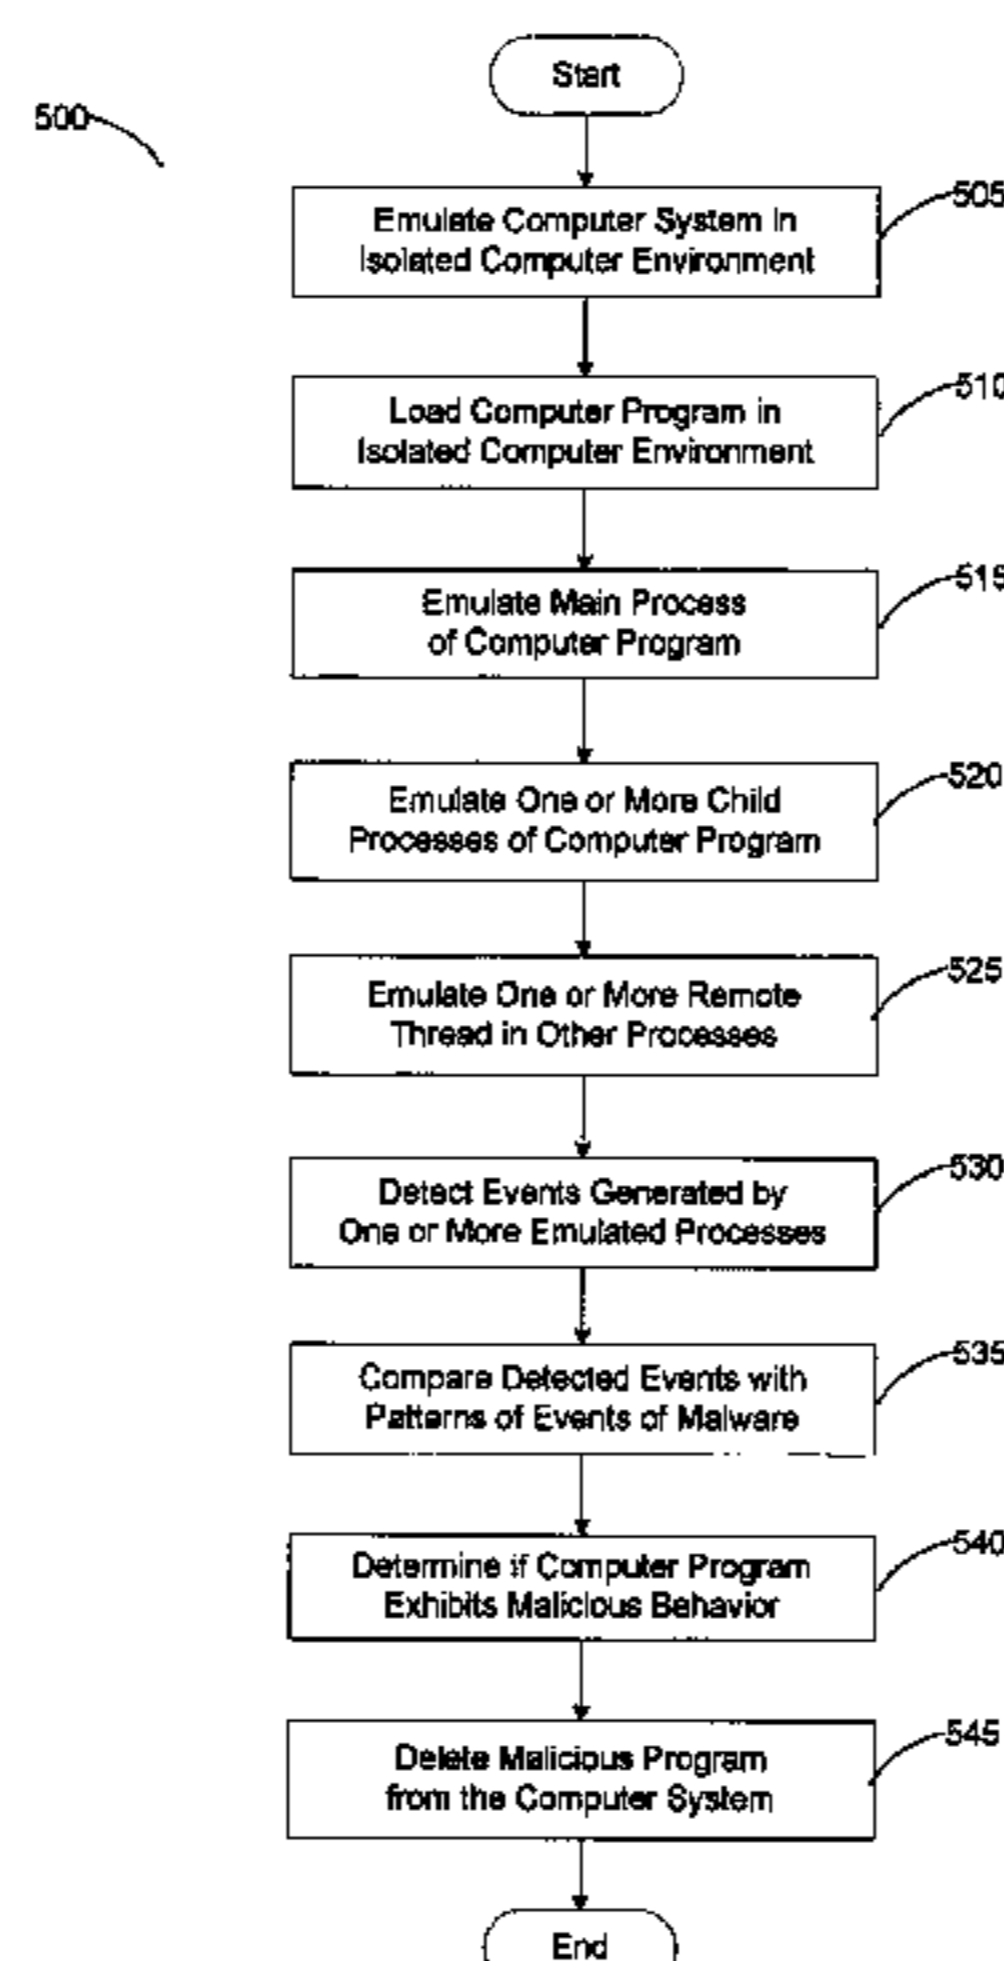 Start
500
Emulate Computer System in
Isolated Computer Environment
505
Load Computer Program in
Isolated Computer Environment
510
Emulate Main Process
of Computer Program
515
Emulate One or More Child
Processes of Computer Program
520
Emulate One or More Remote
Thread in Other Processes
525
Detect Events Generated by
One or More Emulated Processes
530
Compare Detected Events with
Patterns of Events of Malware
535
Determine if Computer Program
Exhibits Malicious Behavior
540
Delete Malicious Program
from the Computer System
545
End